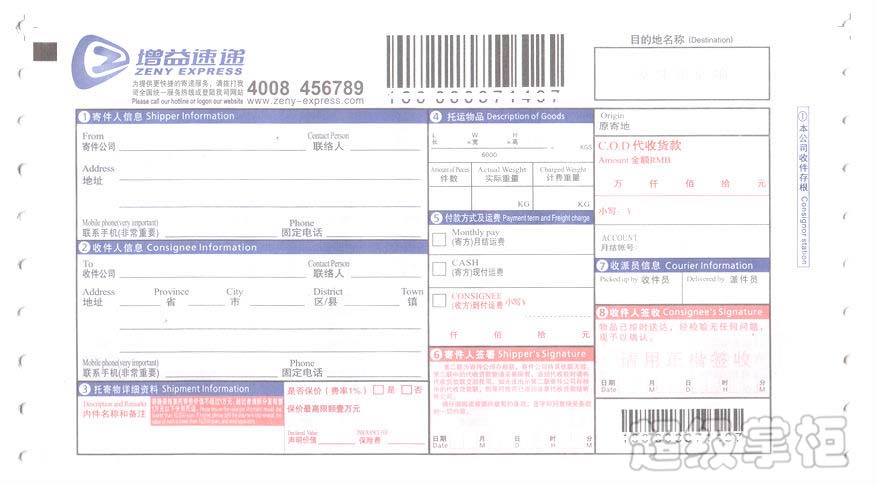 增益速递
ZENY EXPRESS
为提供更快捷的寄递服务，请拨打我
司全国统一服务热线或登陆我司网站
Please call our hotline or logon our website
4008 456789
www.zeny-express.com
目的地名称 (Destination)
① 寄件人信息 Shipper Information
From
寄件公司
Contact Person
联络人
Address
地址
Mobile phone(very important)
联系手机(非常重要)
Phone
固定电话
② 收件人信息 Consignee Information
To
收件公司
Contact Person
联络人
Address
地址
Province
省
City
市
District
区/县
Town
镇
Mobile phone(very important)
联系手机(非常重要)
Phone
固定电话
③ 托寄物详细资料 Shipment Information
Description and Remarks
内件名称和备注
是否保价（费率1%） 是 否
保价最高限额壹万元
Declared Value
声明价值
INSURANCE FEE
保险费
④ 托运物品 Description of Goods
L W H
长 ×宽 ×高
6000
KGS
Amount of Pieces
件数
Actual Weight
实际重量
Charged Weight
计费重量
KG KG
⑤ 付款方式及运费 Payment term and Freight charge
Monthly pay
(寄方)月结运费
CASH
(寄方)现付运费
CONSIGNEE
(收方)到付运费 小写¥
仟 佰 拾 元
⑥ 寄件人签署 Shipper's Signature
日期 月 日 时 分
Date M D H M
Origin
原寄地
C.O.D 代收货款
Amount 金额RMB
万 仟 佰 拾 元
小写：¥
ACCOUNT
月结帐号
⑦ 收派员信息 Courier Information
Picked up by 收件员
Delivered by 派件员
⑧ 收件人签收 Consignee's Signature
物品已按时送达，经检验无任何问题，
现予以确认。
请用正楷签收
日期 月 日 时 分
Date M D H M
① 本公司收件存根 Consignor station
超级掌柜